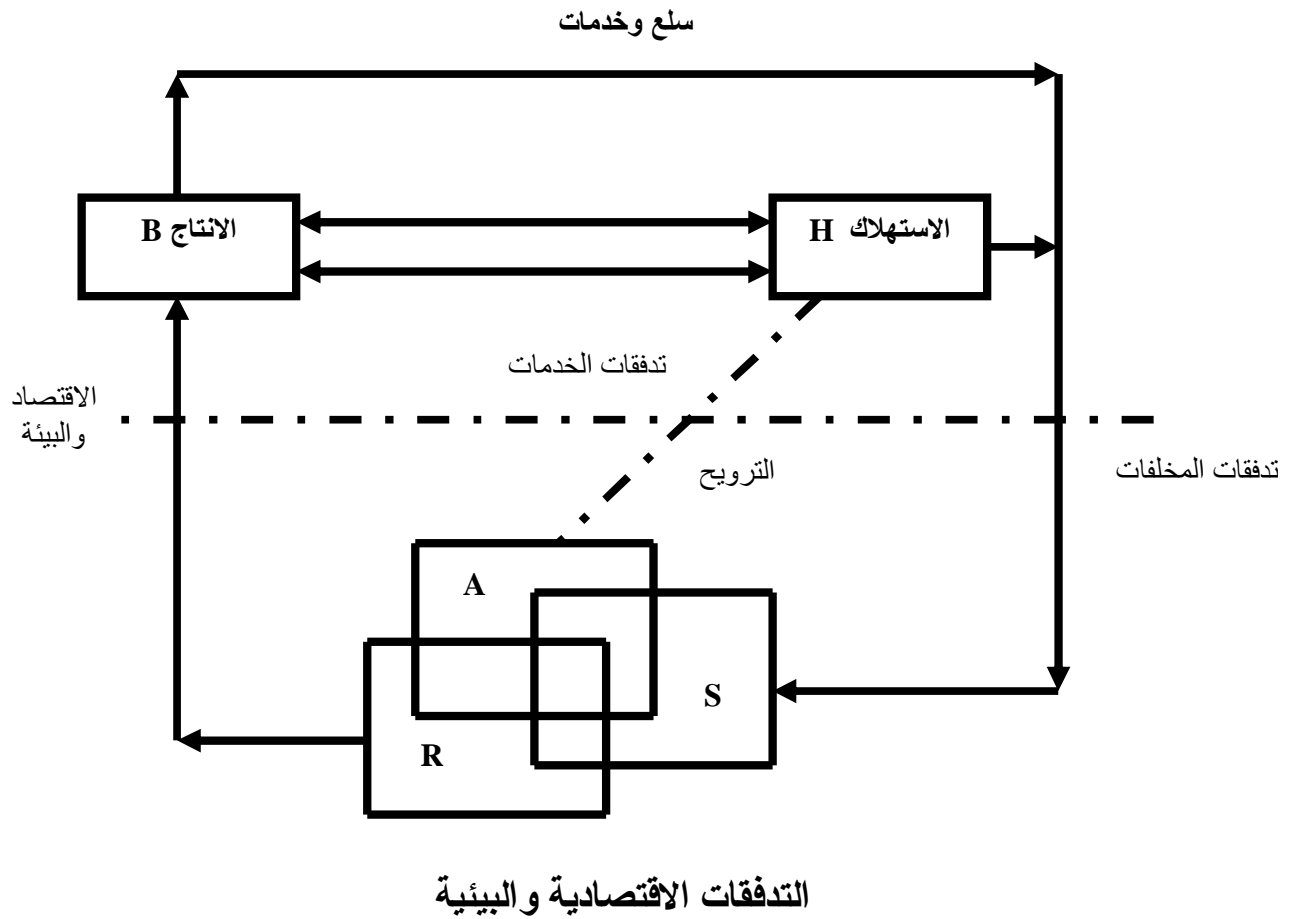 سلع وخدمات
الانتاج B
الاستهلاك H
تدفقات الخدمات
الاقتصاد
والبيئة
الترويح
تدفقات المخلفات
A
S
R
التدفقات الاقتصادية والبيئية